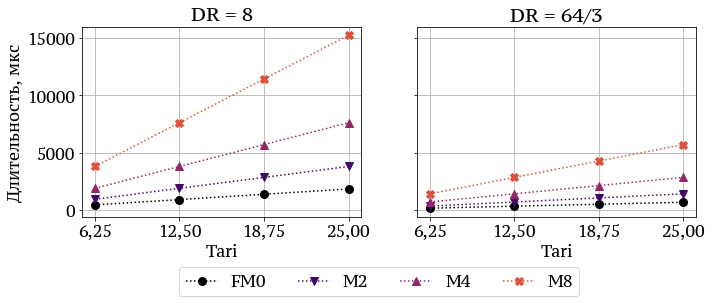 DR = 8
DR = 64/3
Длительность, мкс
15000
10000
5000
0
6,25 12,50 18,75 25,00
6,25 12,50 18,75 25,00
Tari
Tari
FM0 M2 M4 M8